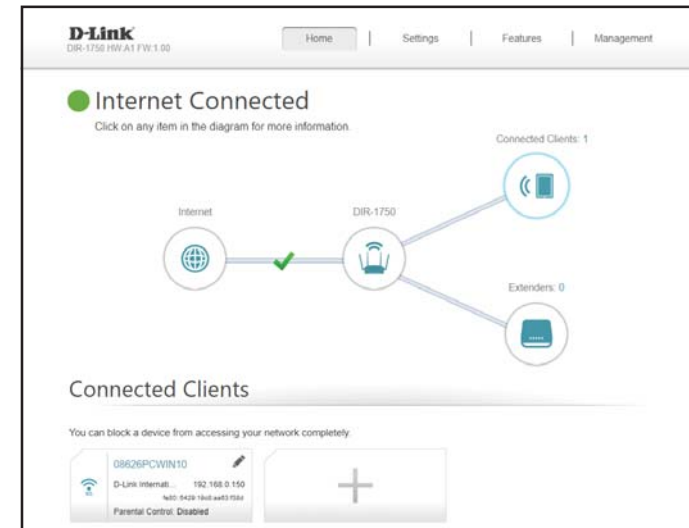 D-Link
DIR-1750 HW:A1 FW:1.00
Home | Settings | Features | Management
Internet Connected
Click on any item in the diagram for more information.
Connected Clients: 1
Internet
DIR-1750
Extenders: 0
Connected Clients
You can block a device from accessing your network completely.
08626PCWIN10
D-Link Internati... 192.168.0.150
Parental Control: Disabled